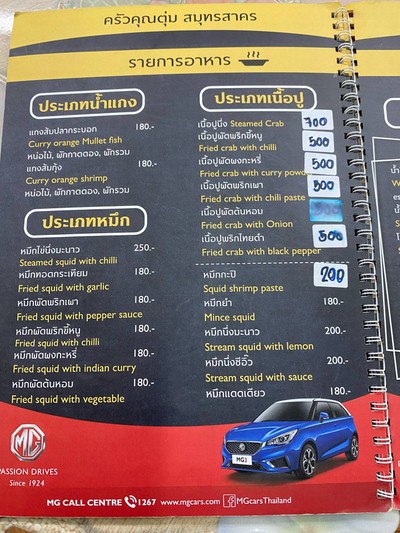 ครัวคุณตุ่ม สมุทรสาคร
รายการอาหาร
ประเภทน้ำแกง
แกงส้มปลากระบอก 180.-
Curry orange Mullet fish
หน่อไม้, ผักกาดดอง, ผักรวม
แกงส้มกุ้ง 180.-
Curry orange shrimp
หน่อไม้, ผักกาดดอง, ผักรวม
ประเภทหมึก
หมึกไข่นึ่งมะนาว 250.-
Steamed squid with chilli
หมึกทอดกระเทียม 180.-
Fried squid with garlic
หมึกผัดพริกเผา 180.-
Fried squid with pepper sauce
หมึกผัดพริกขี้หนู 180.-
Fried squid with chilli
หมึกผัดผงกะหรี่ 180.-
Fried squid with indian curry
หมึกผัดต้นหอม 180.-
Fried squid with vegetable
ประเภทเนื้อปู
เนื้อปูนึ่ง Steamed Crab 700
เนื้อปูผัดพริกขี้หนู
Fried crab with chilli 500
เนื้อปูผัดผงกะหรี่
Fried crab with curry powder 500
เนื้อปูผัดพริกเผา
Fried crab with chili paste 500
เนื้อปูผัดต้นหอม
Fried crab with Onion 500
เนื้อปูพริกไทยดำ 500
Fried crab with black pepper
หมึกกะปิ 200
Squid shrimp paste
หมึกยำ 180.-
Mince squid
หมึกนึ่งมะนาว 200.-
Stream squid with lemon
หมึกนึ่งซีอิ๊ว 200.-
Stream squid with sauce
หมึกแดดเดียว 180.-
MG
PASSION DRIVES
Since 1924
MG3
MG CALL CENTRE 1267 www.mgcars.com MGcarsThailand